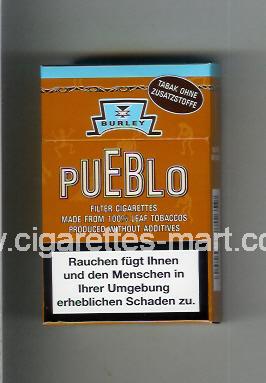 TABAK OHNE
ZUSATZSTOFFE
BURLEY
PUEBLO
FILTER CIGARETTES
MADE FROM 100% LEAF TOBACCOS
PRODUCED WITHOUT ADDITIVES
www.cigarettes-mart.com
Rauchen fügt Ihnen
und den Menschen in
Ihrer Umgebung
erheblichen Schaden zu.